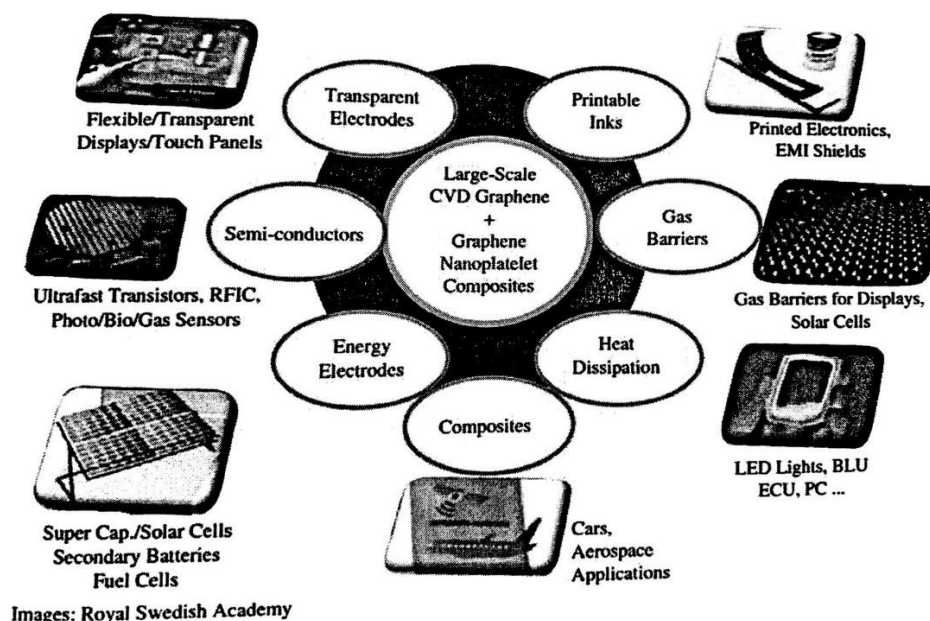 Transparent
Electrodes
Printable
Inks
Flexible/Transparent
Displays/Touch Panels
Printed Electronics,
EMI Shields
Large-Scale
CVD Graphene
+
Graphene
Nanoplatelet
Composites
Semi-conductors
Gas
Barriers
Ultrafast Transistors, RFIC,
Photo/Bio/Gas Sensors
Gas Barriers for Displays,
Solar Cells
Energy
Electrodes
Heat
Dissipation
Composites
LED Lights, BLU
ECU, PC ...
Super Cap./Solar Cells
Secondary Batteries
Fuel Cells
Cars,
Aerospace
Applications
Images: Royal Swedish Academy